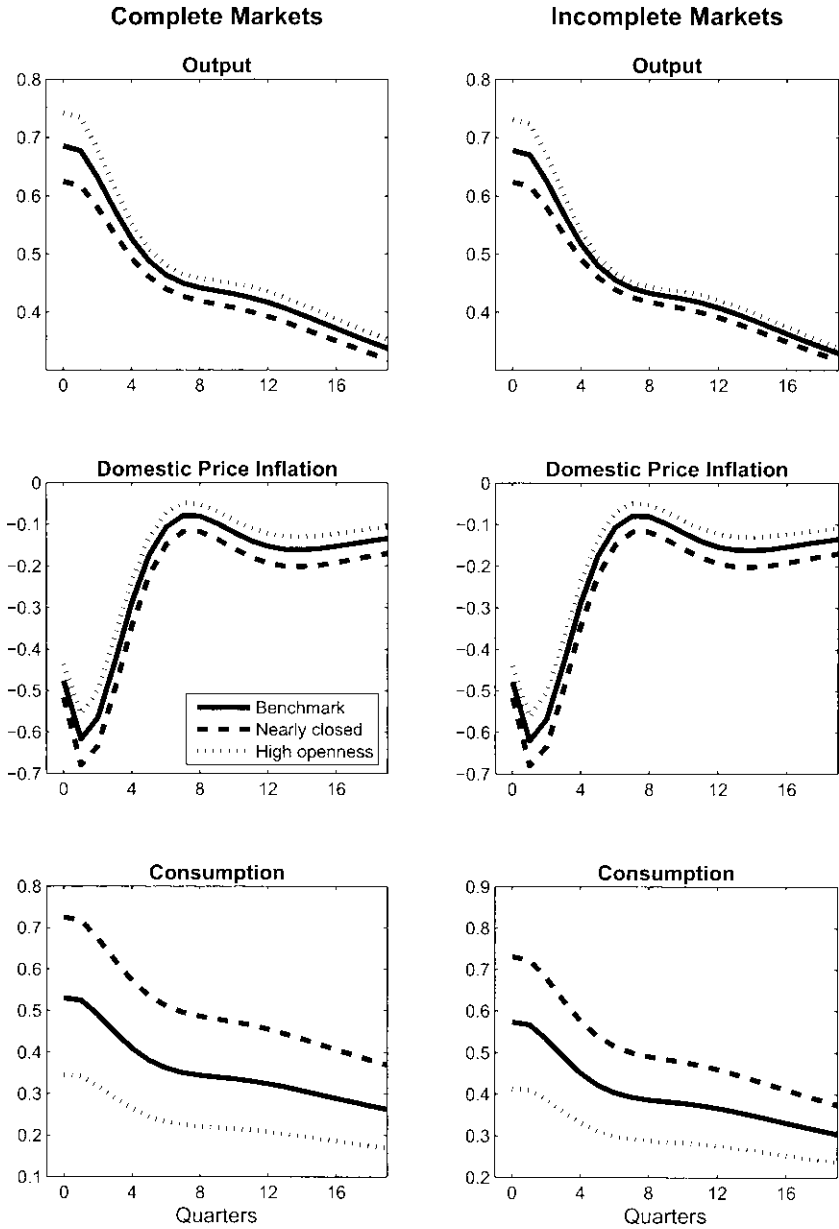 Complete Markets
Incomplete Markets
Output
0.8
0.7
0.6
0.5
0.4
0 4 8 12 16
Output
0.8
0.7
0.6
0.5
0.4
0 4 8 12 16
Domestic Price Inflation
0
−0.1
−0.2
−0.3
−0.4
−0.5
−0.6
−0.7
Benchmark
Nearly closed
High openness
0 4 8 12 16
Domestic Price Inflation
0
−0.1
−0.2
−0.3
−0.4
−0.5
−0.6
−0.7
0 4 8 12 16
Consumption
0.8
0.7
0.6
0.5
0.4
0.3
0.2
0.1
0 4 8 12 16
Quarters
Consumption
0.9
0.8
0.7
0.6
0.5
0.4
0.3
0.2
0 4 8 12 16
Quarters